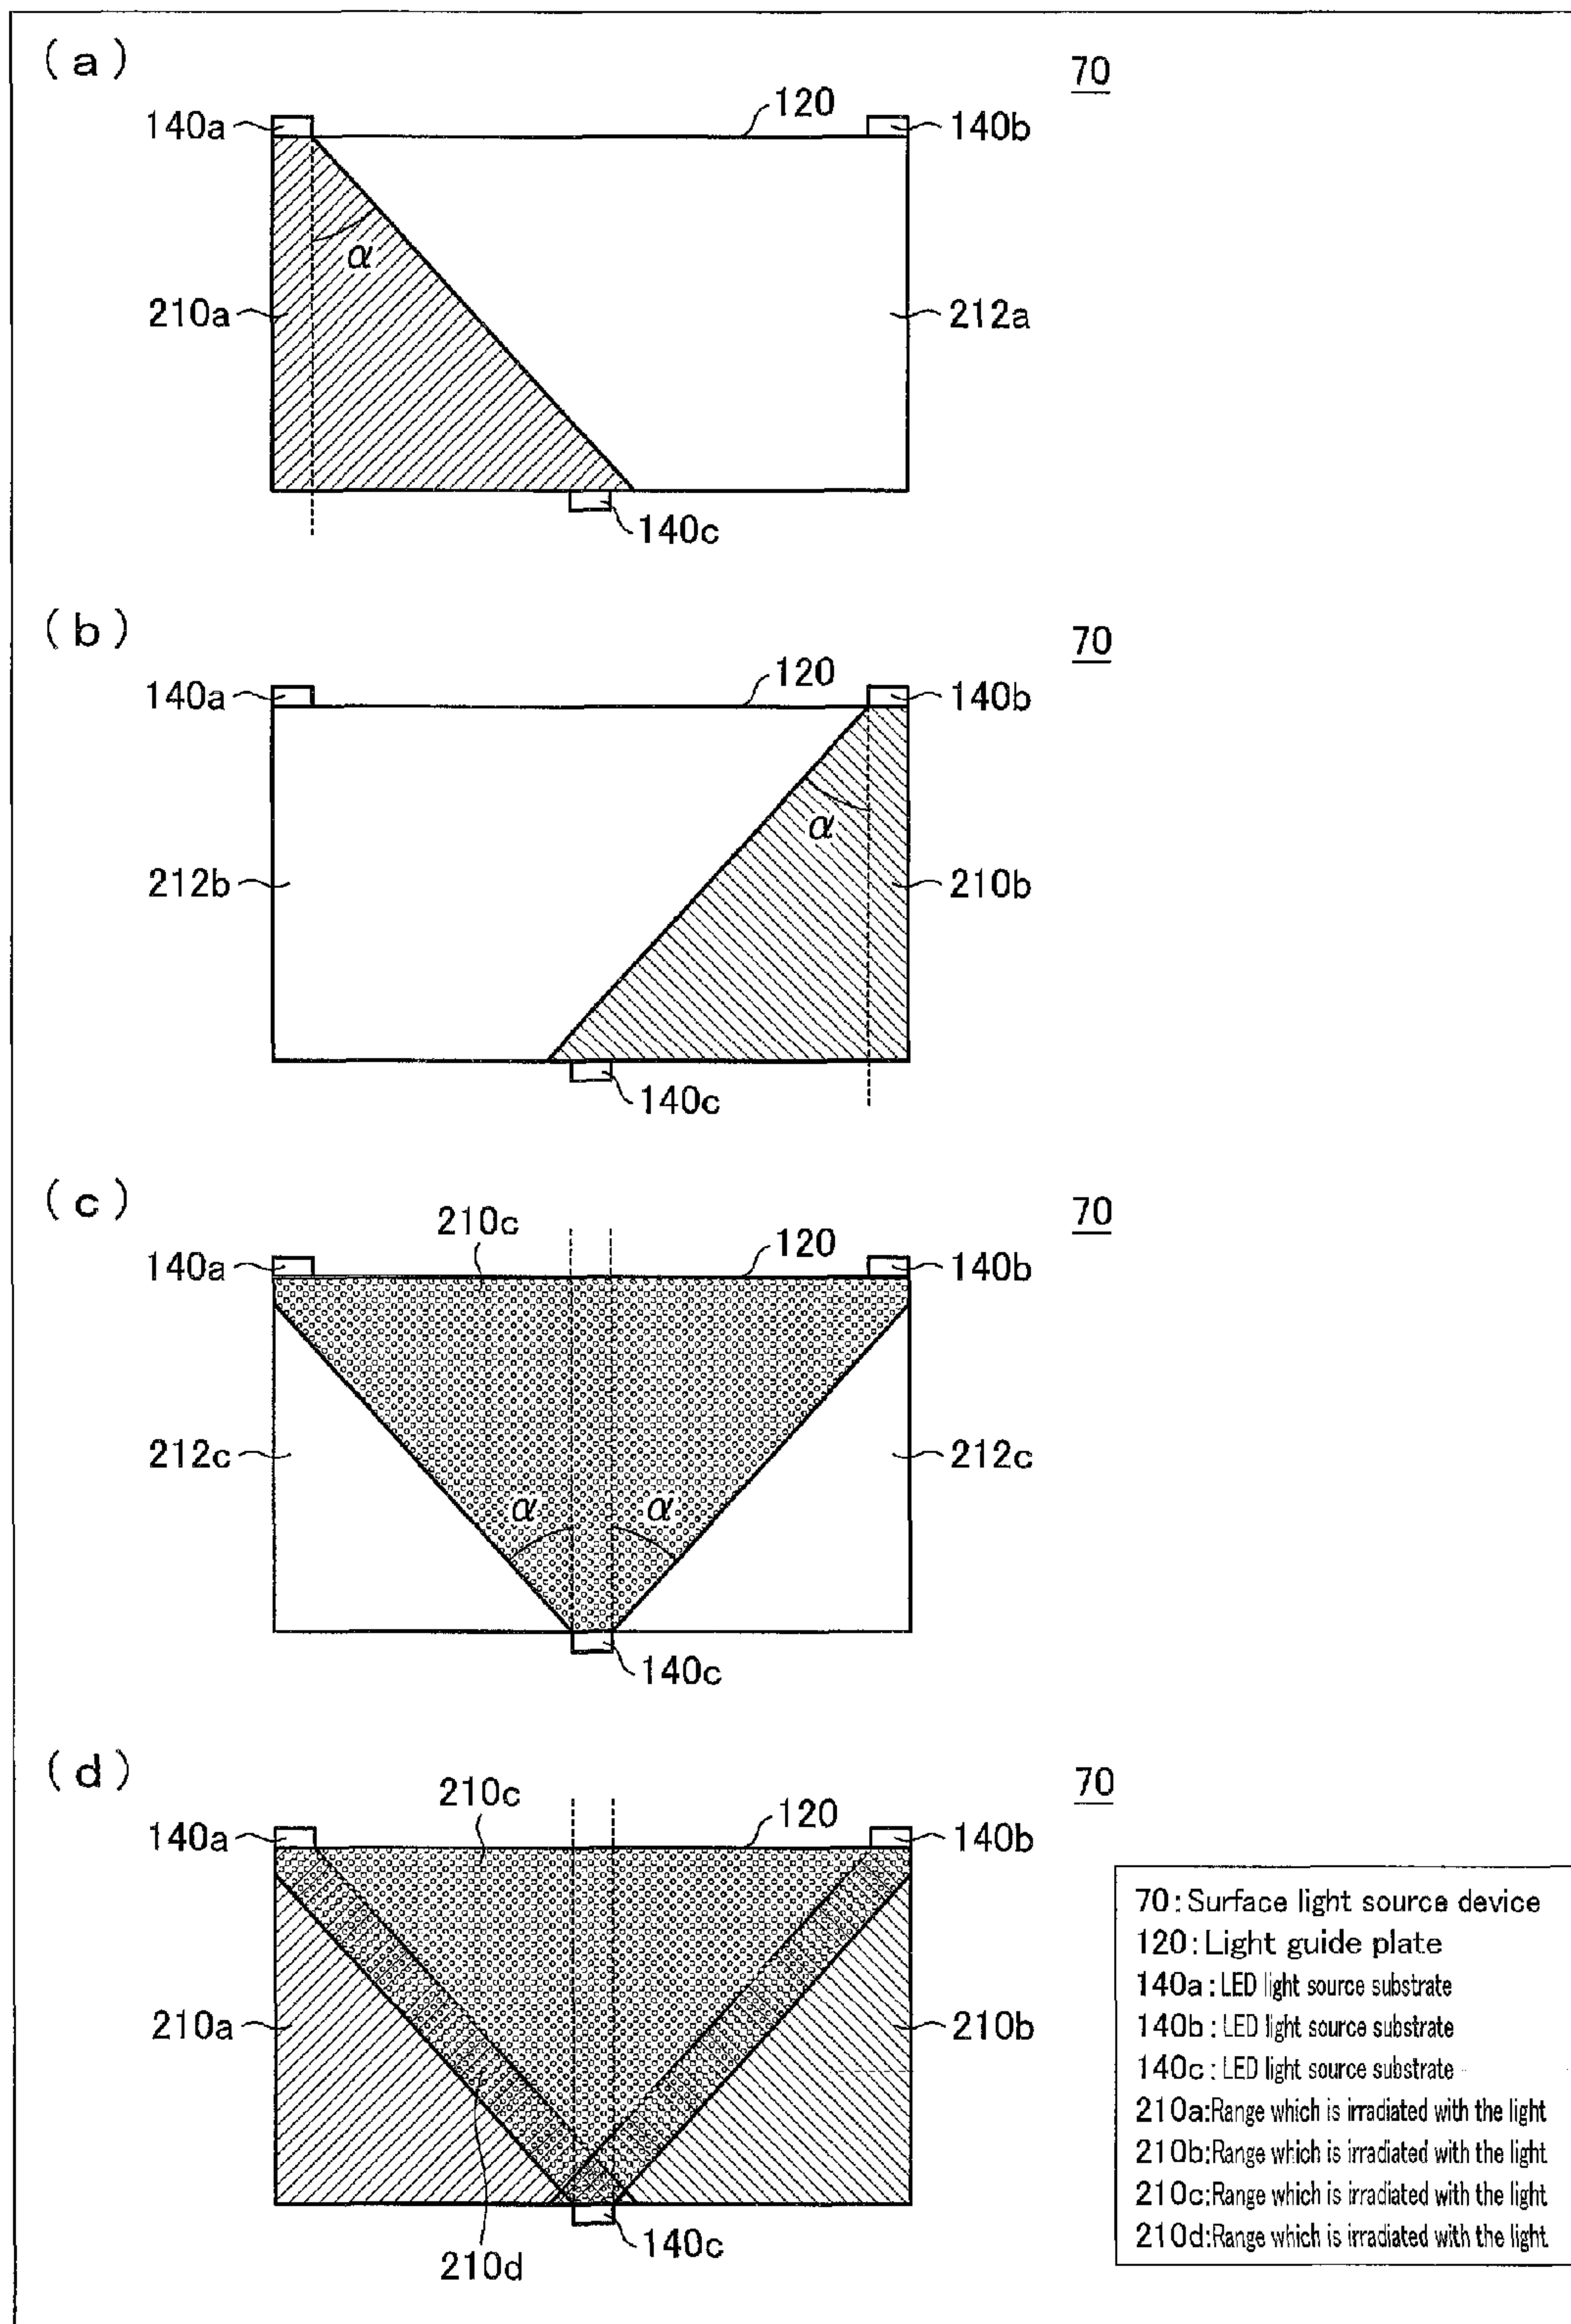 (a)
70
140a
120
140b
α
210a
212a
140c
(b)
70
140a
120
140b
α
212b
210b
140c
(c)
70
210c
140a
120
140b
212c
212c
α
α
140c
(d)
70
210c
140a
120
140b
210a
210b
210d
140c
70:Surface light source device
120:Light guide plate
140a:LED light source substrate
140b:LED light source substrate
140c:LED light source substrate
210a:Range which is irradiated with the light
210b:Range which is irradiated with the light
210c:Range which is irradiated with the light
210d:Range which is irradiated with the light